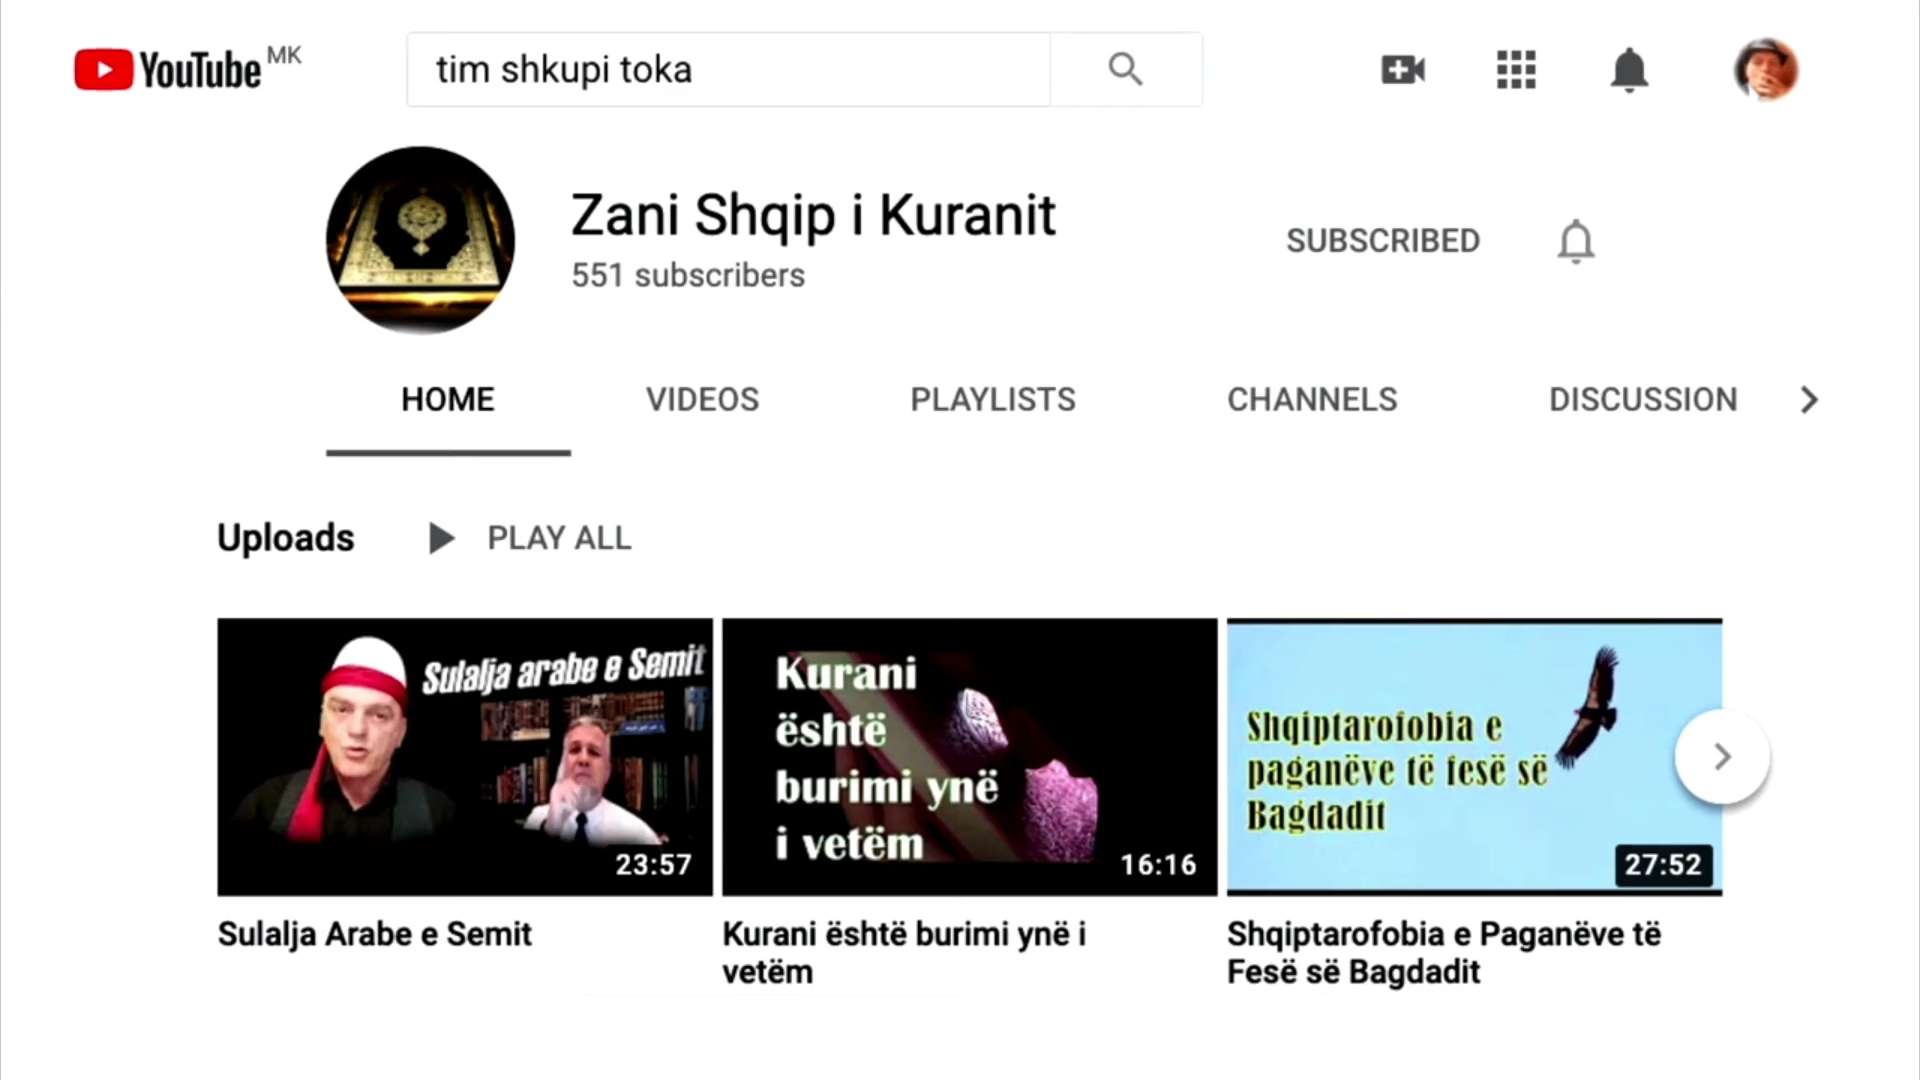 YouTube MK
tim shkupi toka
Zani Shqip i Kuranit
551 subscribers
SUBSCRIBED
HOME
VIDEOS
PLAYLISTS
CHANNELS
DISCUSSION
Uploads
PLAY ALL
Sulalja arabe e Semit
23:57
Kurani
është
burimi ynë
i vetëm
16:16
Shqiptarofobia e
paganëve të fesë së
Bagdadit
27:52
Sulalja Arabe e Semit
Kurani është burimi ynë i
vetëm
Shqiptarofobia e Paganëve të
Fesë së Bagdadit